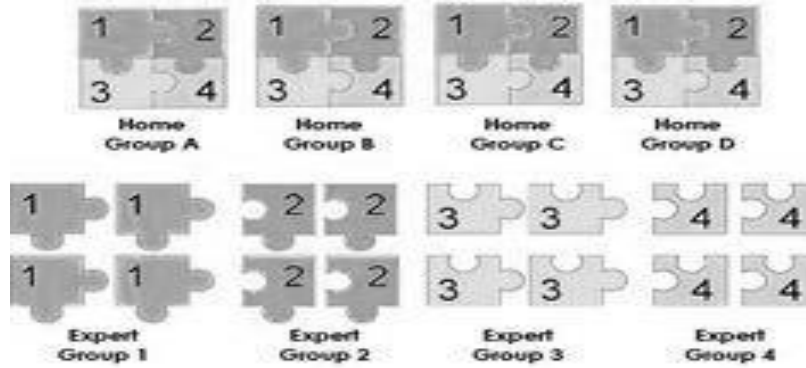 1 2 1 2 1 2 1 2
3 4 3 4 3 4 3 4
Home Home Home Home
Group A Group B Group C Group D
1 1 2 2 3 3 4 4
1 1 2 2 3 3 4 4
Expert Expert Expert Expert
Group 1 Group 2 Group 3 Group 4